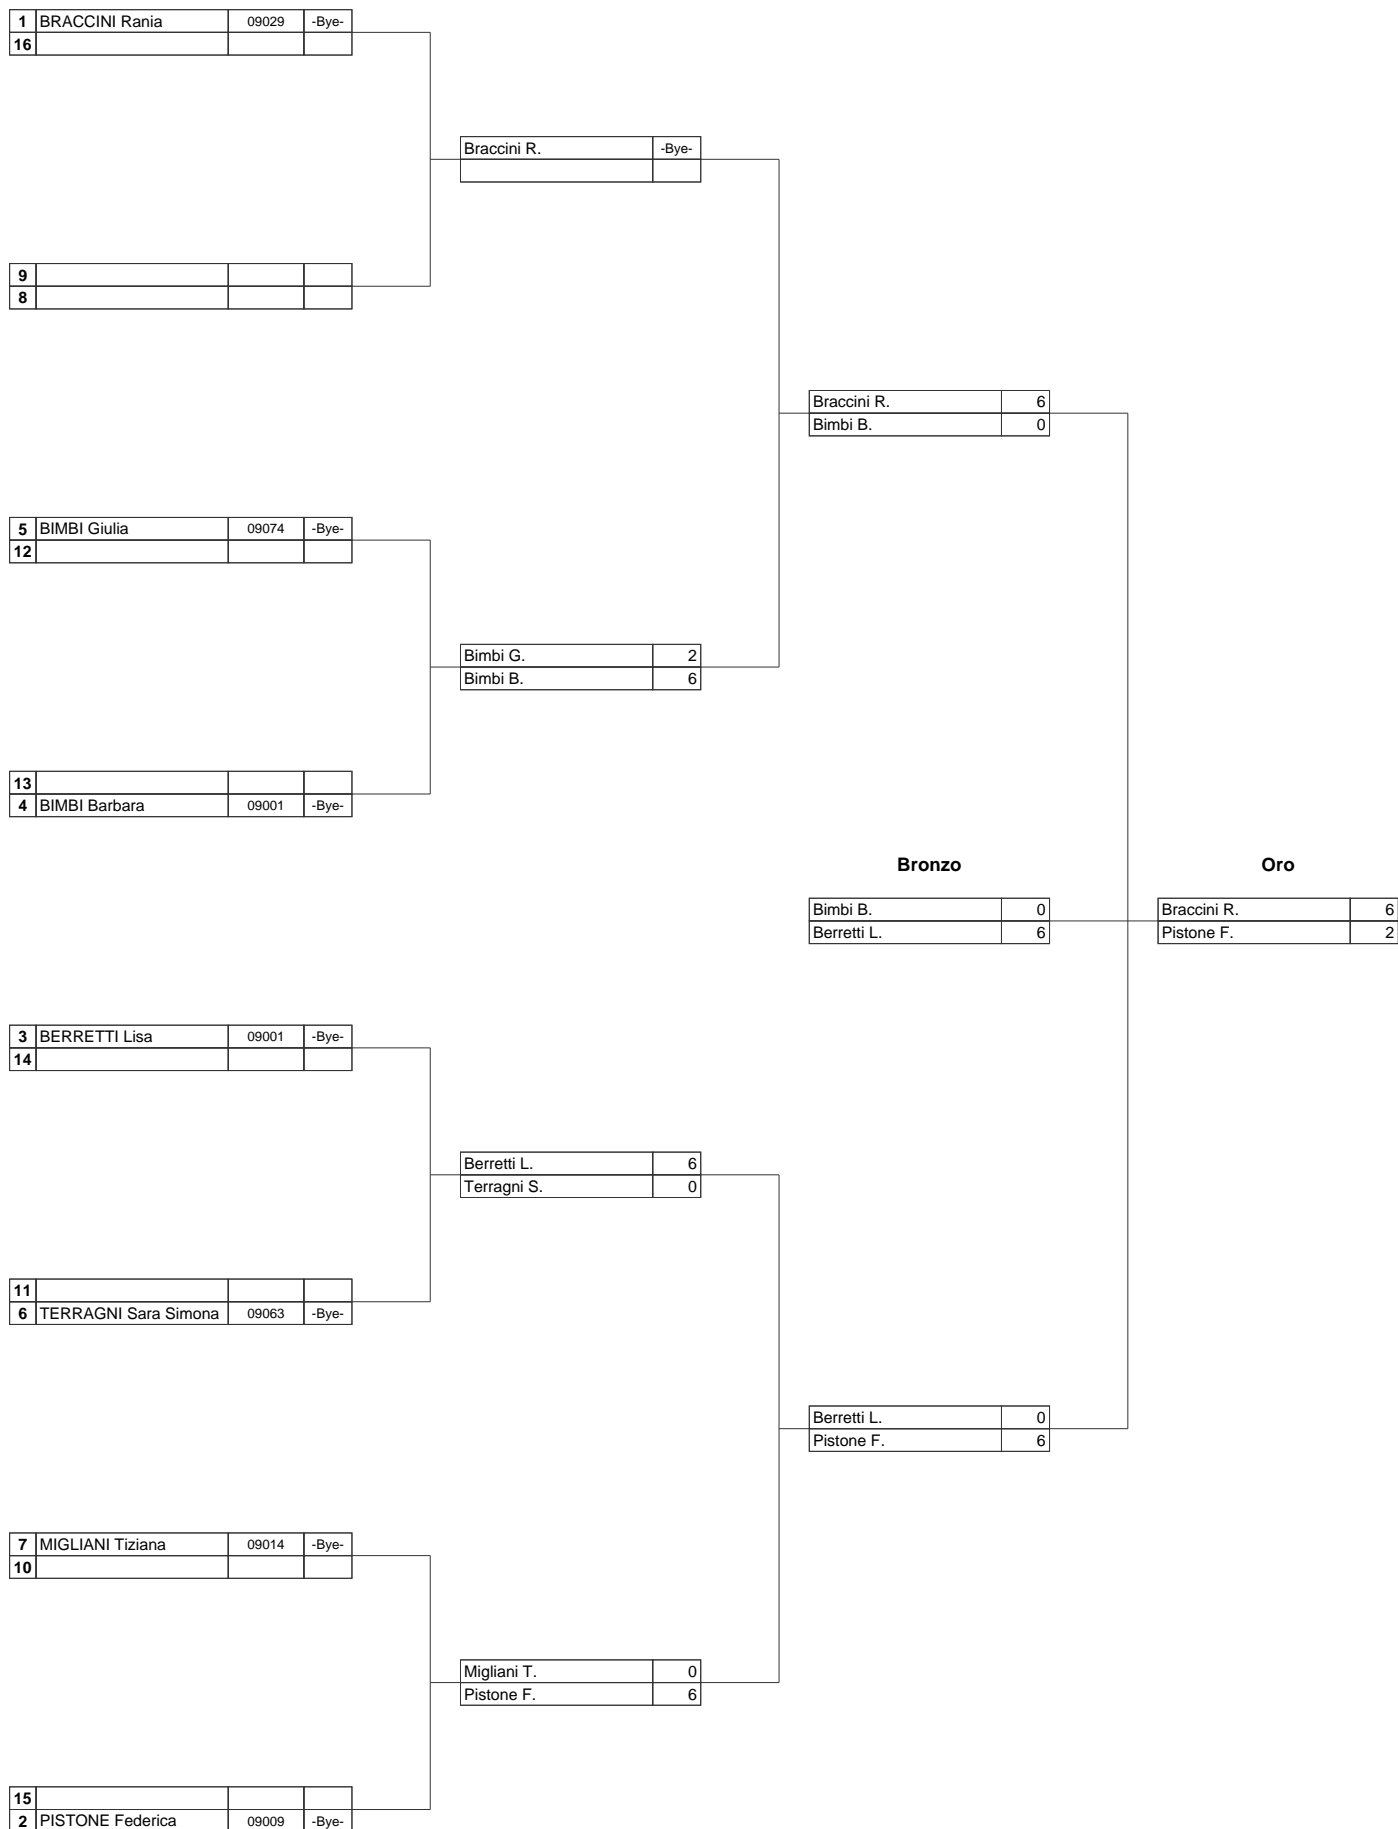 1 BRACCINI Rania 09029 -Bye-
16
Braccini R. -Bye-
9
8
Braccini R. 6
Bimbi B. 0
5 BIMBI Giulia 09074 -Bye-
12
Bimbi G. 2
Bimbi B. 6
13
4 BIMBI Barbara 09001 -Bye-
Bronzo Oro
Bimbi B. 0 Braccini R. 6
Berretti L. 6 Pistone F. 2
3 BERRETTI Lisa 09001 -Bye-
14
Berretti L. 6
Terragni S. 0
11
6 TERRAGNI Sara Simona 09063 -Bye-
Berretti L. 0
Pistone F. 6
7 MIGLIANI Tiziana 09014 -Bye-
10
Migliani T. 0
Pistone F. 6
15
2 PISTONE Federica 09009 -Bye-